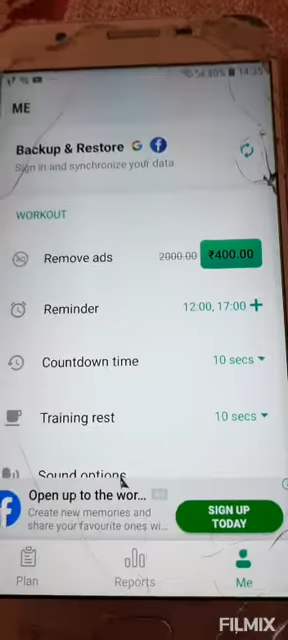 80% 14:35
ME
Backup & Restore
Sign in and synchronize your data
WORKOUT
Remove ads 2000.00 ₹400.00
Reminder 12:00, 17:00 +
Countdown time 10 secs
Training rest 10 secs
Sound options
Open up to the wor... Ad
Create new memories and
share your favourite ones wi...
SIGN UP
TODAY
Plan Reports Me
FILMIX